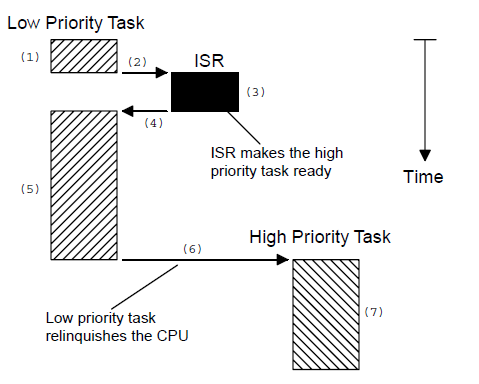 Low Priority Task
(1)
(2)
ISR
(3)
(4)
ISR makes the high
priority task ready
Time
(5)
(6)
High Priority Task
(7)
Low priority task
relinquishes the CPU